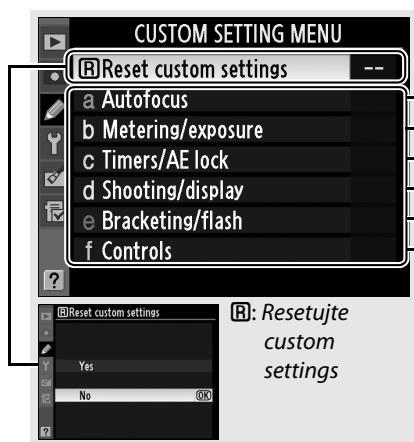 CUSTOM SETTING MENU
R Reset custom settings --
a Autofocus
b Metering/exposure
c Timers/AE lock
d Shooting/display
e Bracketing/flash
f Controls
?
R Reset custom settings
Yes
No OK
?
R: Resetujte
custom
settings